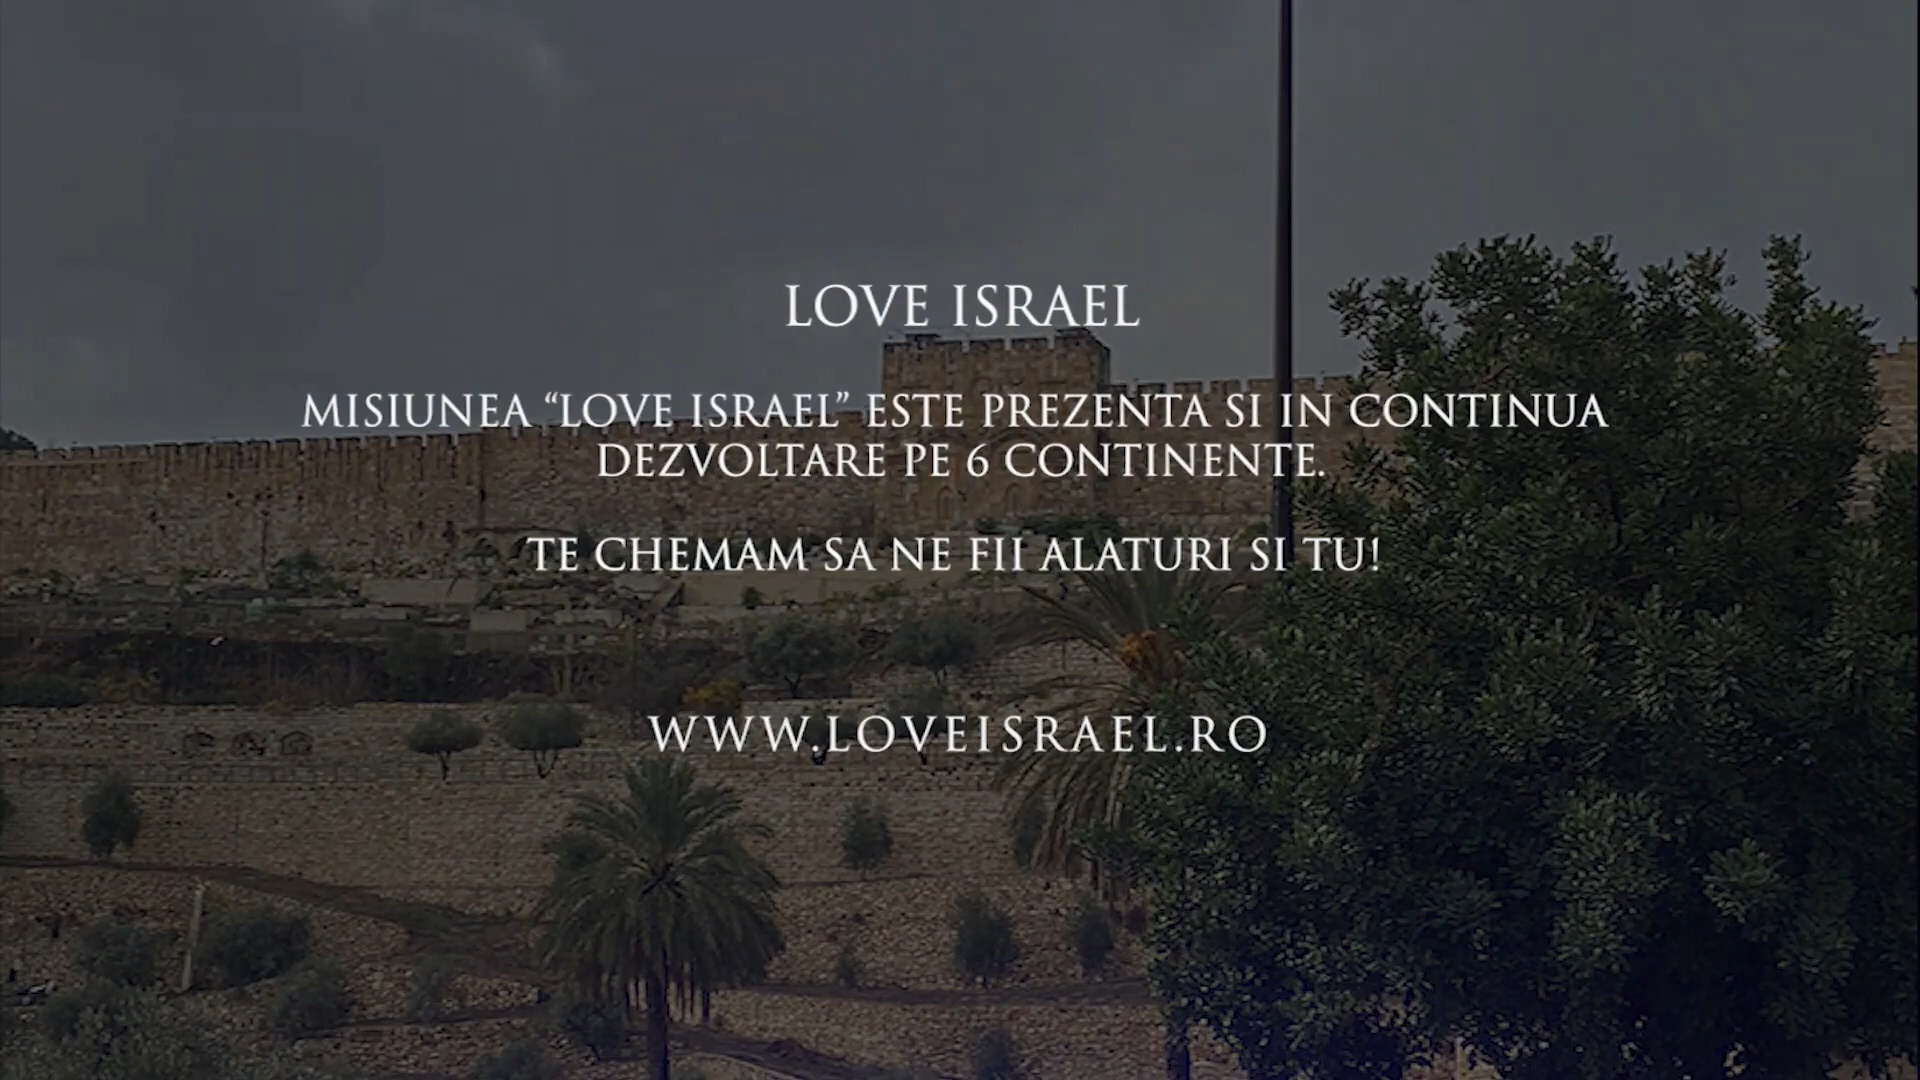 LOVE ISRAEL
MISIUNEA “LOVE ISRAEL” ESTE PREZENTA SI IN CONTINUA
DEZVOLTARE PE 6 CONTINENTE.
TE CHEMAM SA NE FII ALATURI SI TU!
WWW.LOVEISRAEL.RO